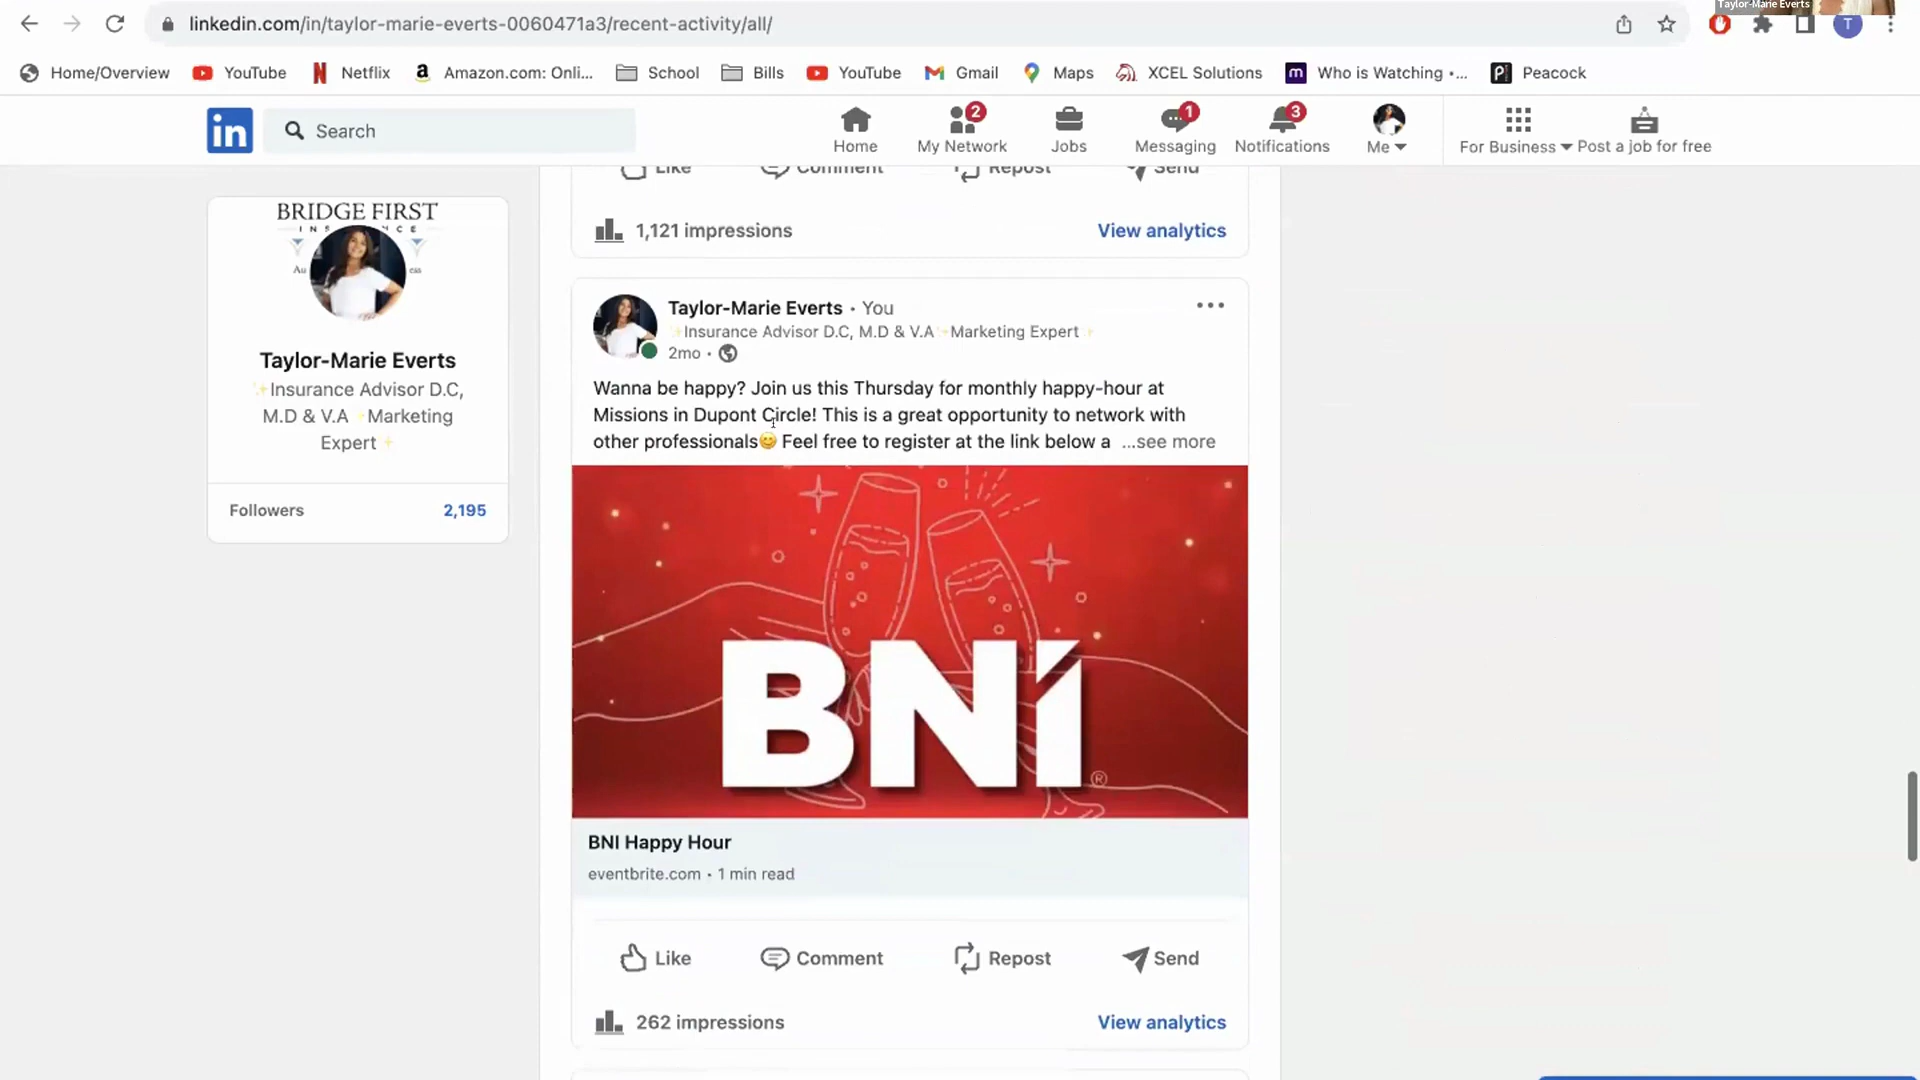 Taylor-Marie Everts
linkedin.com/in/taylor-marie-everts-0060471a3/recent-activity/all/
T
Home/Overview YouTube Netflix Amazon.com: Onli... School Bills YouTube Gmail Maps XCEL Solutions Who is Watching •... Peacock
in Search
2 1 3
Home My Network Jobs Messaging Notifications Me For Business Post a job for free
Like Comment Repost Send
1,121 impressions View analytics
BRIDGE FIRST
Taylor-Marie Everts
✨Insurance Advisor D.C,
M.D & V.A ✨Marketing
Expert ✨
Followers 2,195
Taylor-Marie Everts • You
✨Insurance Advisor D.C, M.D & V.A ✨Marketing Expert✨
2mo •
Wanna be happy? Join us this Thursday for monthly happy-hour at
Missions in Dupont Circle! This is a great opportunity to network with
other professionals😊 Feel free to register at the link below a ...see more
BNI®
BNI Happy Hour
eventbrite.com • 1 min read
Like Comment Repost Send
262 impressions View analytics